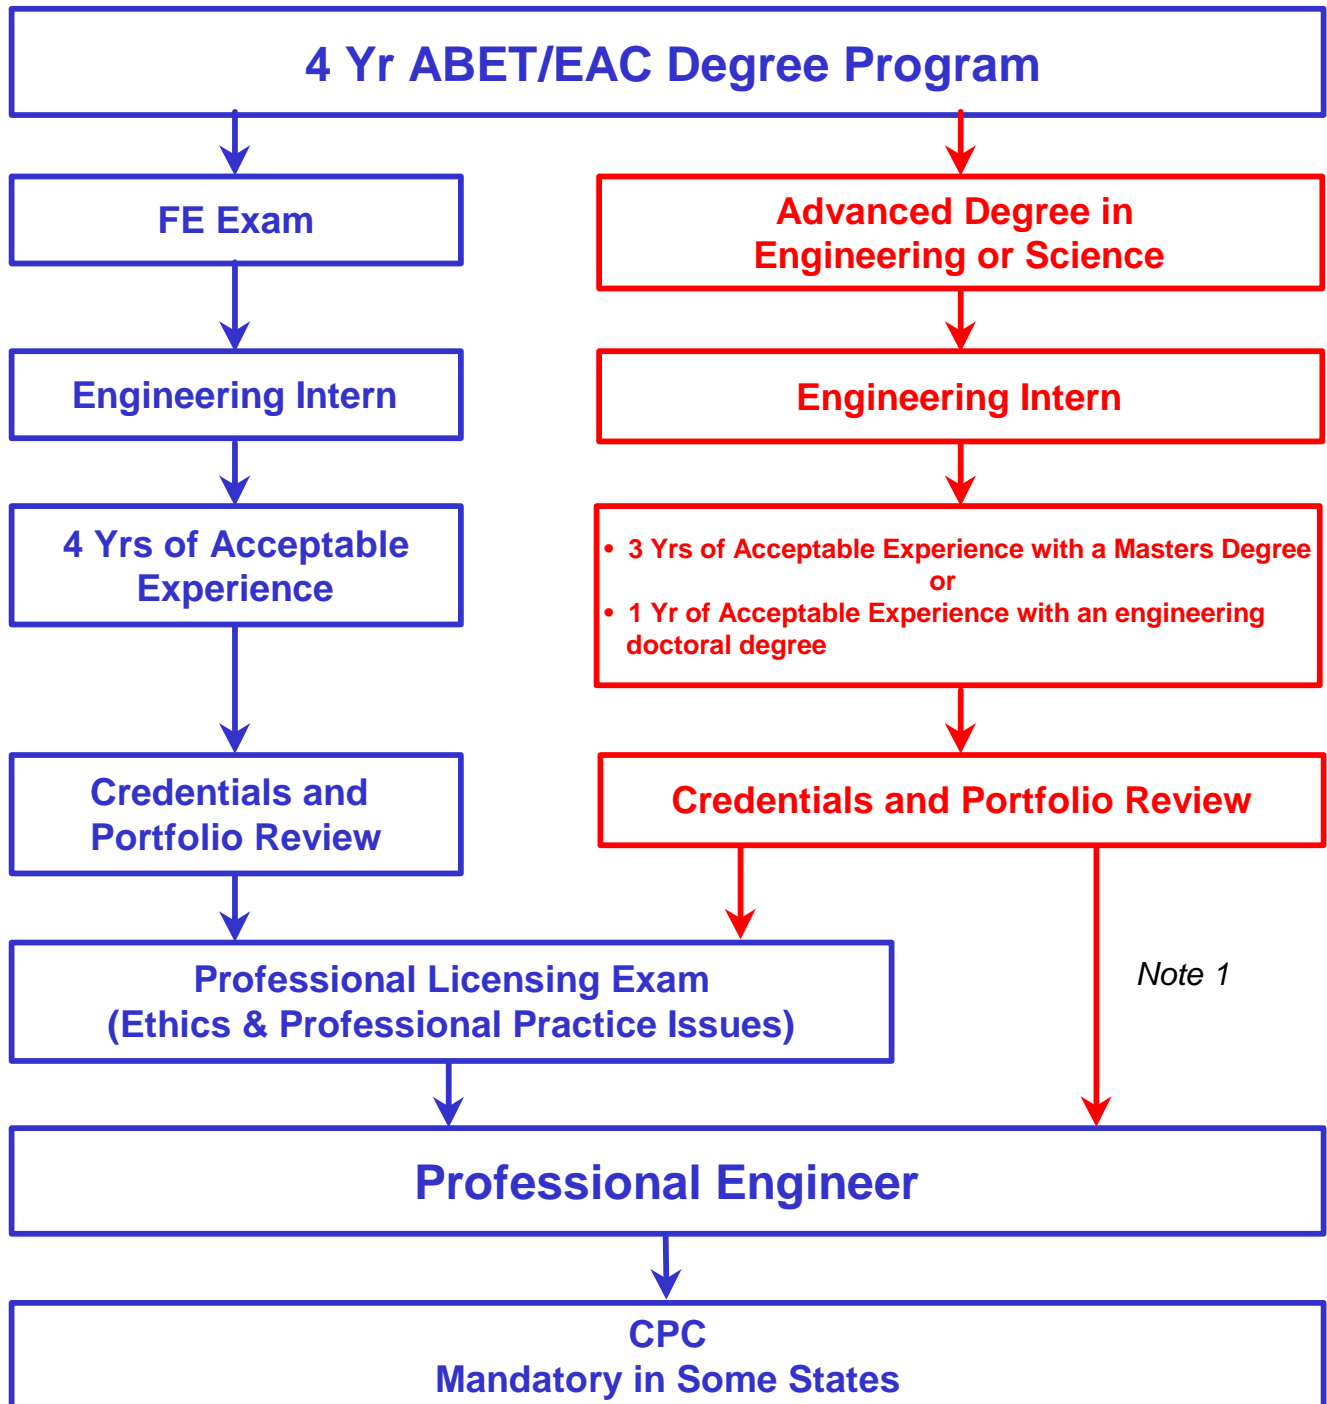 4 Yr ABET/EAC Degree Program
FE Exam
Advanced Degree in
Engineering or Science
Engineering Intern
Engineering Intern
4 Yrs of Acceptable
Experience
• 3 Yrs of Acceptable Experience with a Masters Degree
or
• 1 Yr of Acceptable Experience with an engineering
doctoral degree
Credentials and
Portfolio Review
Credentials and Portfolio Review
Professional Licensing Exam
(Ethics & Professional Practice Issues)
Note 1
Professional Engineer
CPC
Mandatory in Some States